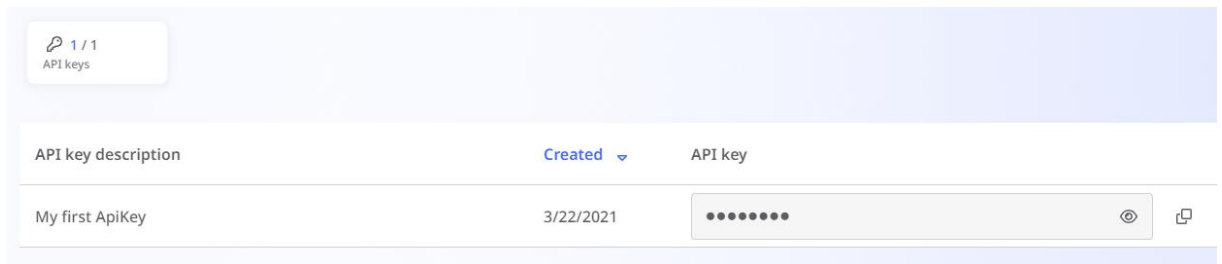 1 / 1
API keys
API key description Created API key
My first ApiKey 3/22/2021 ••••••••